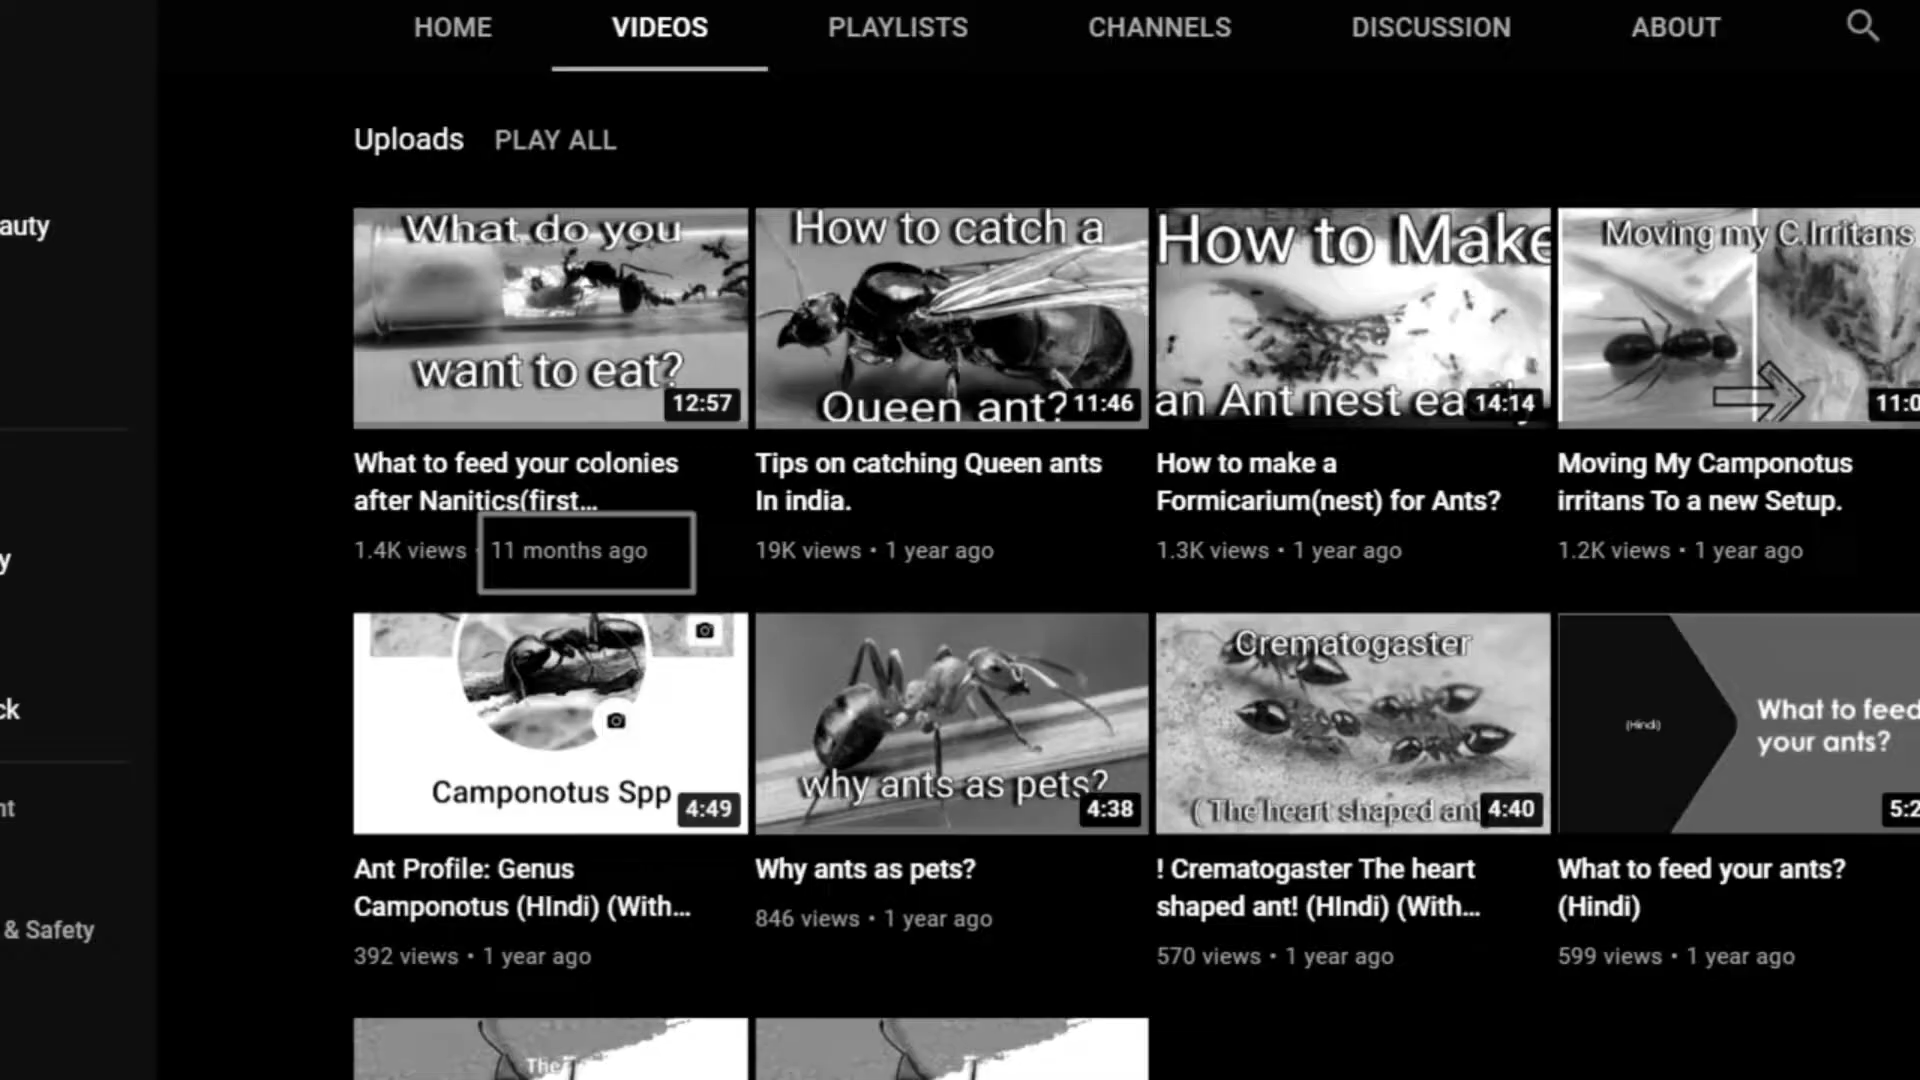 HOME VIDEOS PLAYLISTS CHANNELS DISCUSSION ABOUT
Uploads PLAY ALL
auty
What do you
want to eat?
12:57
How to catch a
Queen ant?
11:46
How to Make
an Ant nest ea
14:14
Moving my C.Irritans
11:0
What to feed your colonies
after Nanitics(first...
1.4K views · 11 months ago
Tips on catching Queen ants
In india.
19K views • 1 year ago
How to make a
Formicarium(nest) for Ants?
1.3K views • 1 year ago
Moving My Camponotus
irritans To a new Setup.
1.2K views • 1 year ago
y
ck
nt
& Safety
Camponotus Spp
4:49
why ants as pets?
4:38
Crematogaster
( The heart shaped ant
4:40
(Hindi)
What to feed
your ants?
5:2
Ant Profile: Genus
Camponotus (HIndi) (With...
392 views • 1 year ago
Why ants as pets?
846 views • 1 year ago
! Crematogaster The heart
shaped ant! (HIndi) (With...
570 views • 1 year ago
What to feed your ants?
(Hindi)
599 views • 1 year ago
The